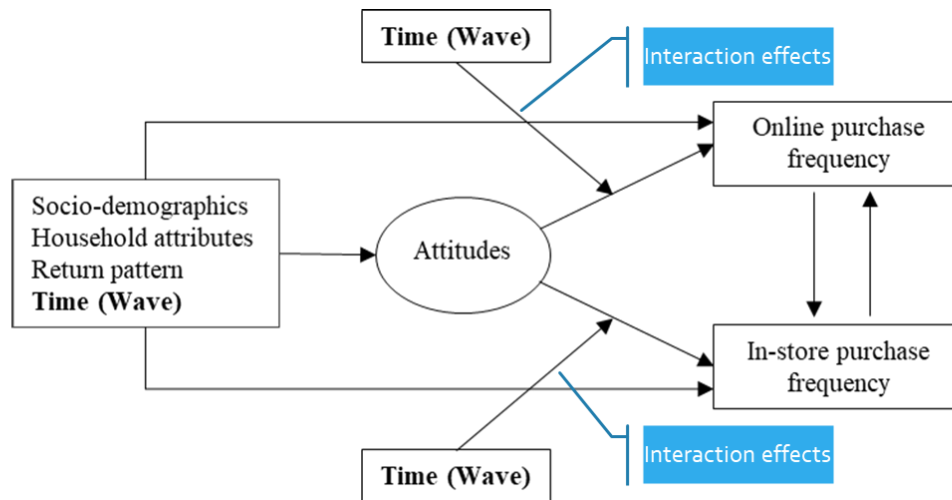 Time (Wave)
Interaction effects
Online purchase
frequency
Socio-demographics
Household attributes
Return pattern
Time (Wave)
Attitudes
In-store purchase
frequency
Interaction effects
Time (Wave)